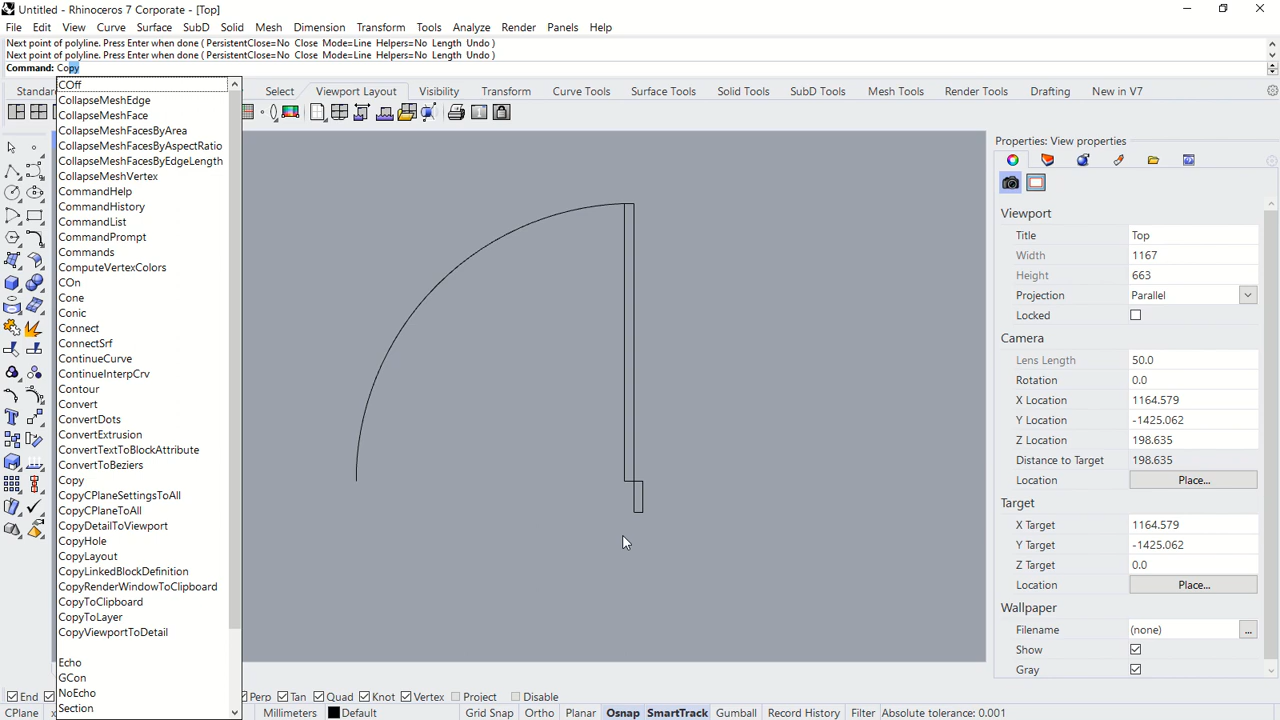 Untitled - Rhinoceros 7 Corporate - [Top]
File Edit View Curve Surface SubD Solid Mesh Dimension Transform Tools Analyze Render Panels Help
Next point of polyline. Press Enter when done ( PersistentClose=No Close Mode=Line Helpers=No Length Undo )
Next point of polyline. Press Enter when done ( PersistentClose=No Close Mode=Line Helpers=No Length Undo )
Command: Copy
Select Viewport Layout Visibility Transform Curve Tools Surface Tools Solid Tools SubD Tools Mesh Tools Render Tools Drafting New in V7
COff
CollapseMeshEdge
CollapseMeshFace
CollapseMeshFacesByArea
CollapseMeshFacesByAspectRatio
CollapseMeshFacesByEdgeLength
CollapseMeshVertex
CommandHelp
CommandHistory
CommandList
CommandPrompt
Commands
ComputeVertexColors
COn
Cone
Conic
Connect
ConnectSrf
ContinueCurve
ContinueInterpCrv
Contour
Convert
ConvertDots
ConvertExtrusion
ConvertTextToBlockAttribute
ConvertToBeziers
Copy
CopyCPlaneSettingsToAll
CopyCPlaneToAll
CopyDetailToViewport
CopyHole
CopyLayout
CopyLinkedBlockDefinition
CopyRenderWindowToClipboard
CopyToClipboard
CopyToLayer
CopyViewportToDetail
Echo
GCon
NoEcho
Section
Properties: View properties
Viewport
Title Top
Width 1167
Height 663
Projection Parallel
Locked
Camera
Lens Length 50.0
Rotation 0.0
X Location 1164.579
Y Location -1425.062
Z Location 198.635
Distance to Target 198.635
Location Place...
Target
X Target 1164.579
Y Target -1425.062
Z Target 0.0
Location Place...
Wallpaper
Filename (none) ...
Show
Gray
End Perp Tan Quad Knot Vertex Project Disable
CPlane x Millimeters Default Grid Snap Ortho Planar Osnap SmartTrack Gumball Record History Filter Absolute tolerance: 0.001